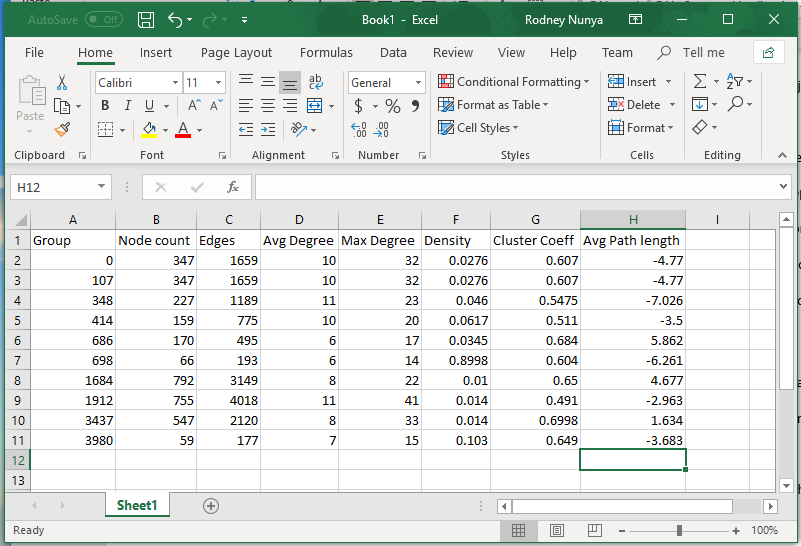 AutoSave Off Book1 - Excel Rodney Nunya
File Home Insert Page Layout Formulas Data Review View Help Team Tell me
Paste
Calibri 11
B I U A A
A
ab c
General
$ % 9
.0 .00
.00 .0
Conditional Formatting
Format as Table
Cell Styles
Insert
Delete
Format
Σ
A Z
Clipboard Font Alignment Number Styles Cells Editing
H12 fx
A B C D E F G H I
1 Group Node count Edges Avg Degree Max Degree Density Cluster Coeff Avg Path length
2 0 347 1659 10 32 0.0276 0.607 -4.77
3 107 347 1659 10 32 0.0276 0.607 -4.77
4 348 227 1189 11 23 0.046 0.5475 -7.026
5 414 159 775 10 20 0.0617 0.511 -3.5
6 686 170 495 6 17 0.0345 0.684 5.862
7 698 66 193 6 14 0.8998 0.604 -6.261
8 1684 792 3149 8 22 0.01 0.65 4.677
9 1912 755 4018 11 41 0.014 0.491 -2.963
10 3437 547 2120 8 33 0.014 0.6998 1.634
11 3980 59 177 7 15 0.103 0.649 -3.683
12
13
Sheet1
Ready 100%